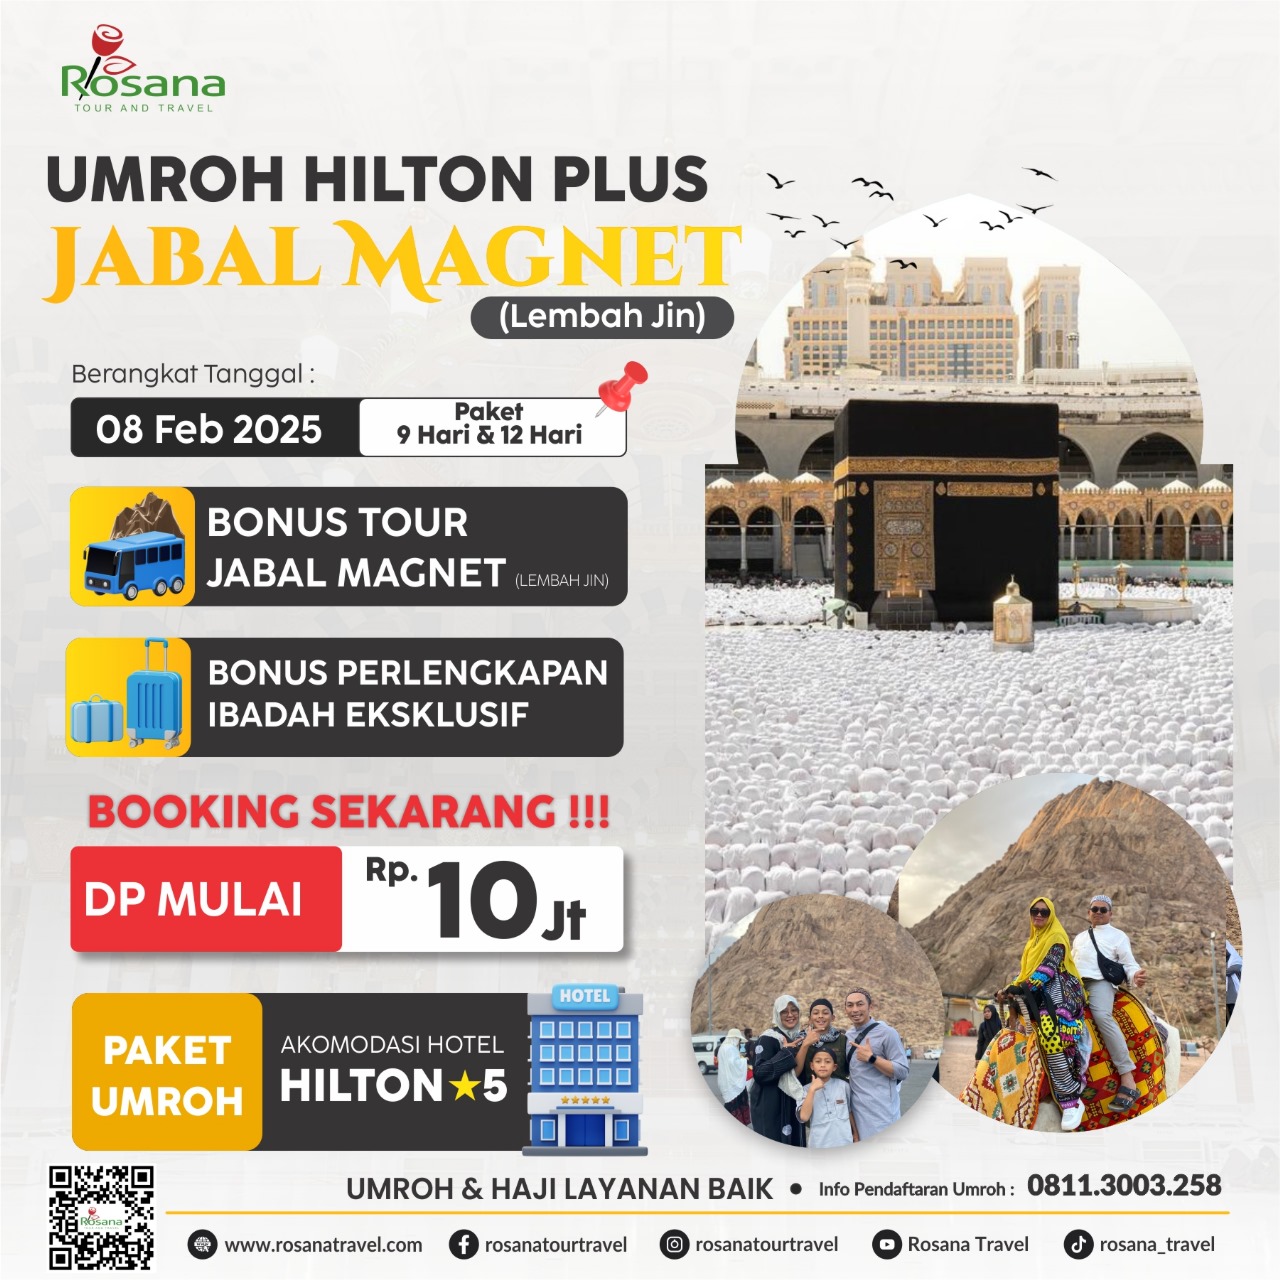 Rosana
TOUR AND TRAVEL
UMROH HILTON PLUS
JABAL MAGNET
(Lembah Jin)
Berangkat Tanggal :
08 Feb 2025
Paket
9 Hari & 12 Hari
BONUS TOUR
JABAL MAGNET (LEMBAH JIN)
BONUS PERLENGKAPAN
IBADAH EKSKLUSIF
BOOKING SEKARANG !!!
DP MULAI
Rp. 10 Jt
PAKET
UMROH
AKOMODASI HOTEL
HILTON★5
HOTEL
Rosana
UMROH & HAJI LAYANAN BAIK • Info Pendaftaran Umroh : 0811.3003.258
www.rosanatravel.com rosanatourtravel rosanatourtravel Rosana Travel rosana_travel